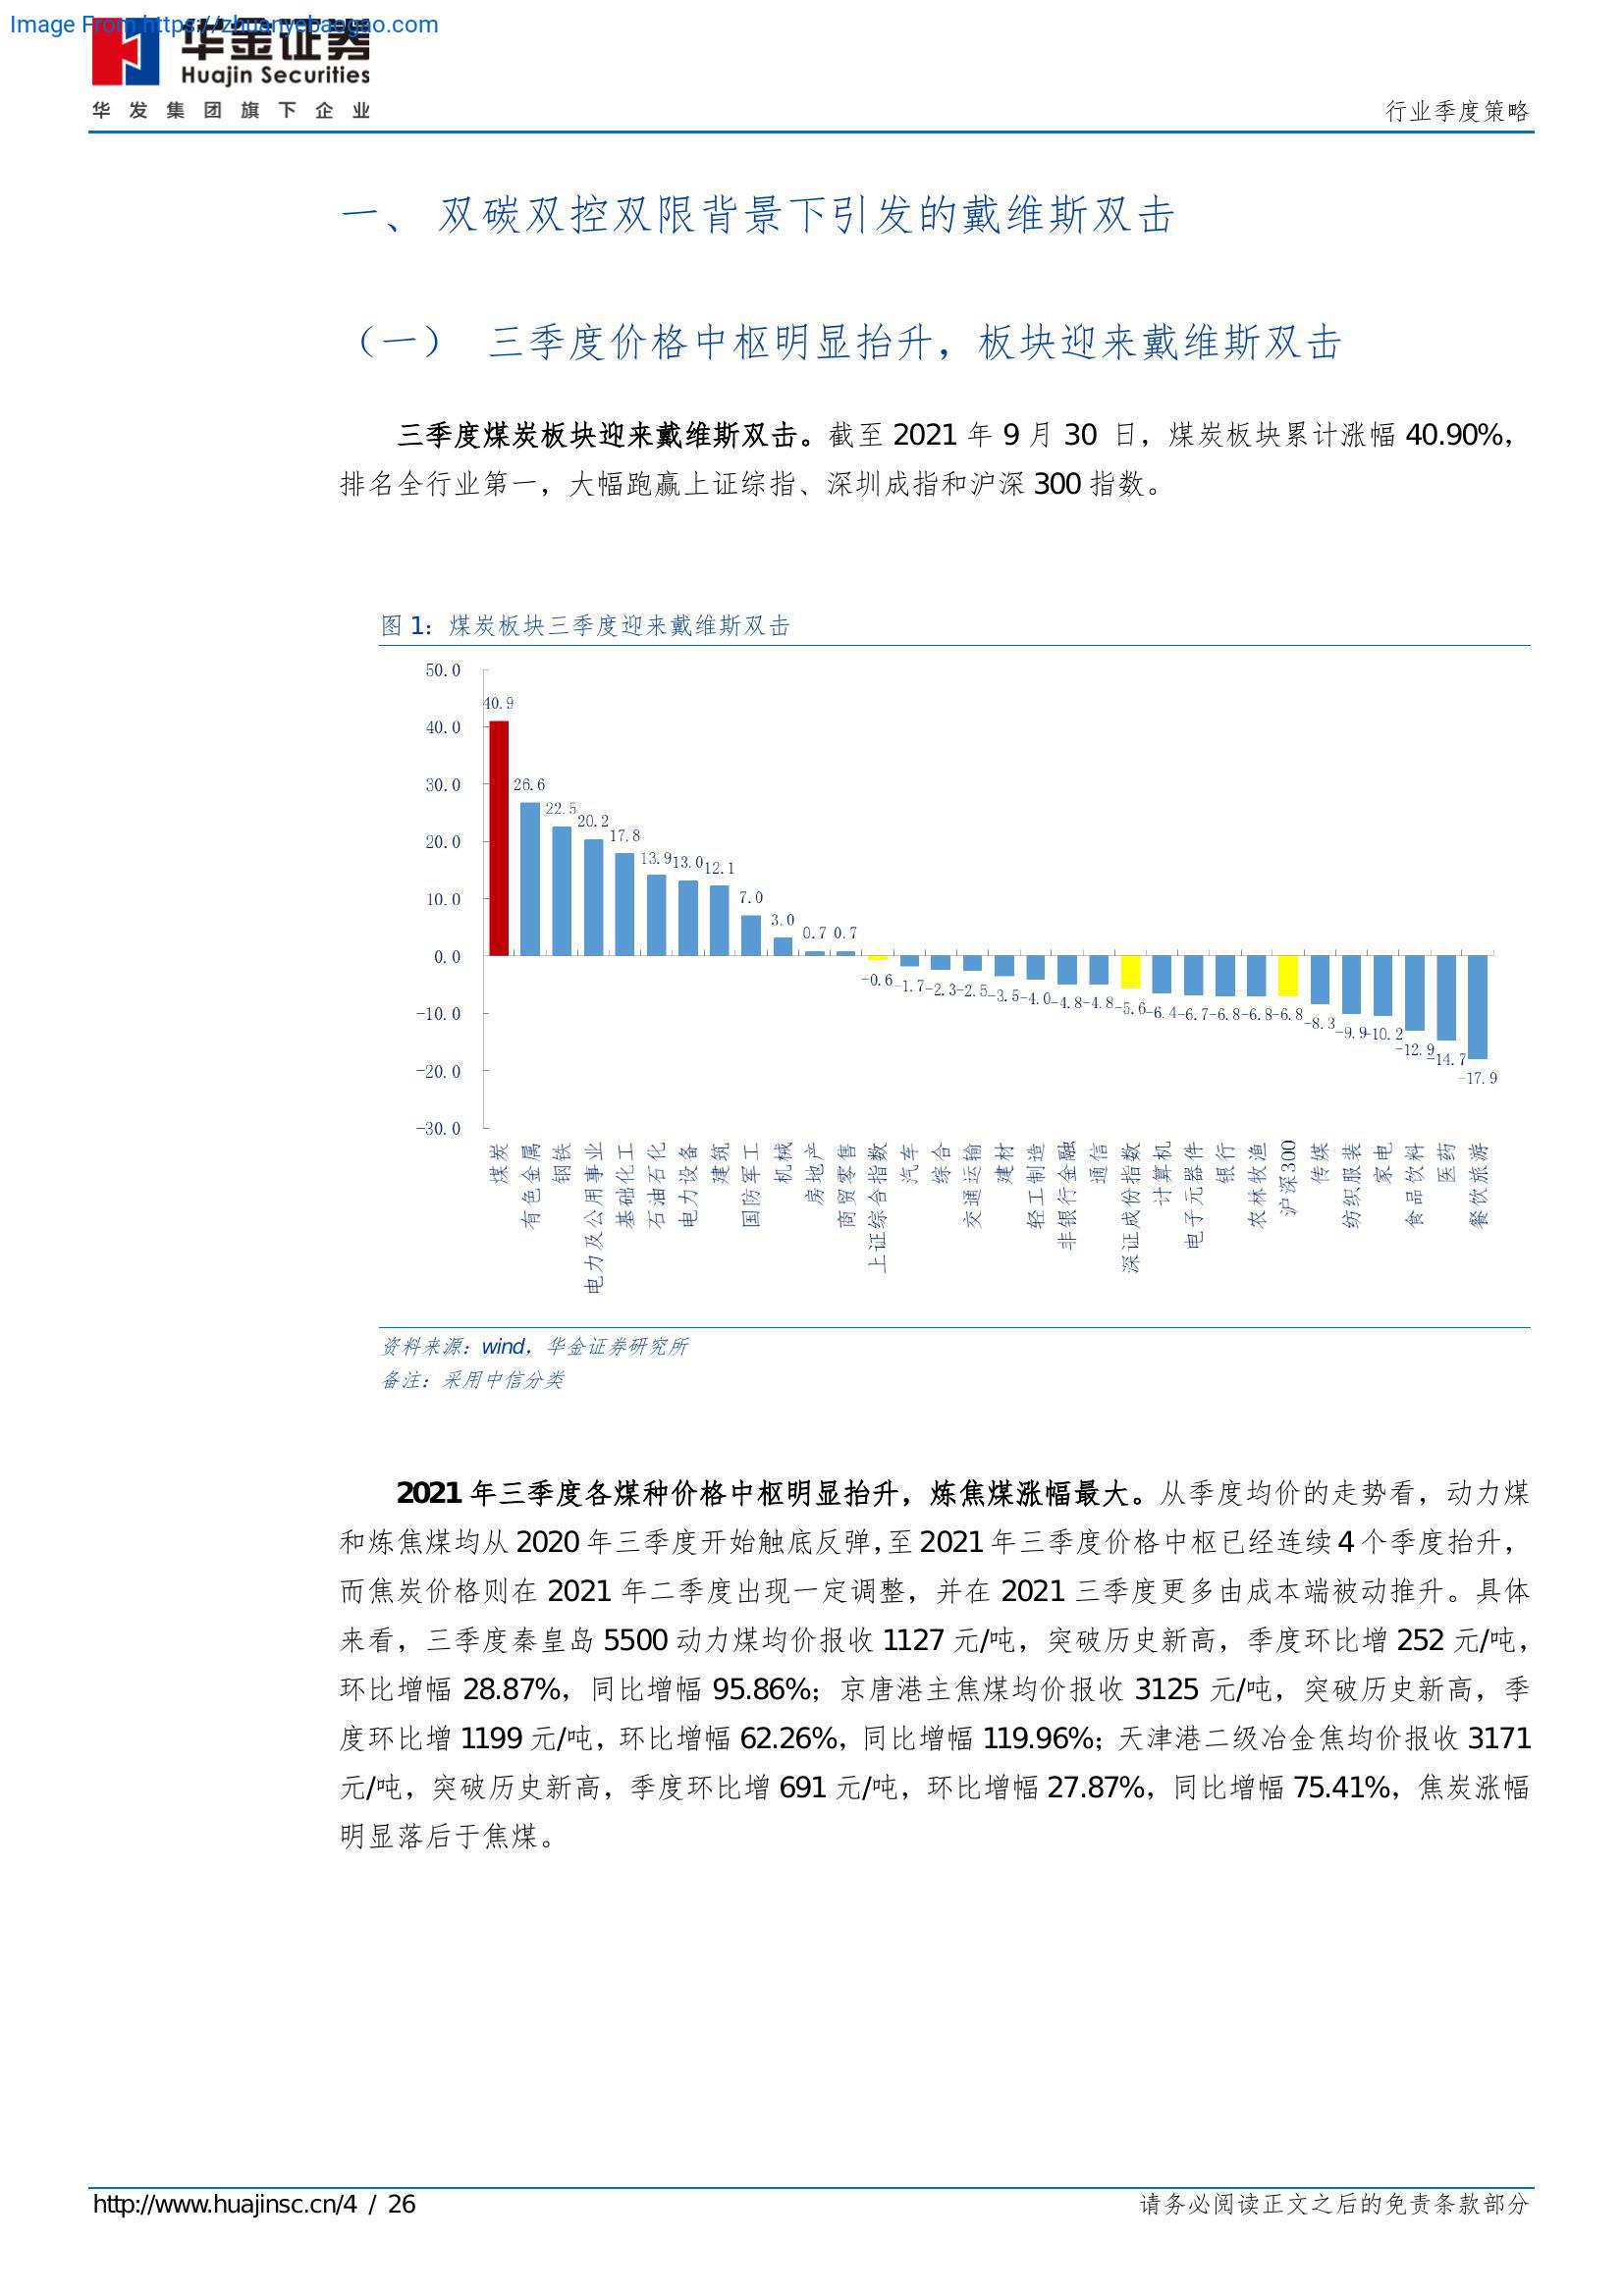 Image From https://zhuanyebaogao.com
华金证券
Huajin Securities
华发集团旗下企业
行业季度策略
一、 双碳双控双限背景下引发的戴维斯双击
（一） 三季度价格中枢明显抬升，板块迎来戴维斯双击
三季度煤炭板块迎来戴维斯双击。截至 2021 年 9 月 30 日，煤炭板块累计涨幅 40.90%，
排名全行业第一，大幅跑赢上证综指、深圳成指和沪深 300 指数。
图 1：煤炭板块三季度迎来戴维斯双击
50.0
40.0
30.0
20.0
10.0
0.0
-10.0
-20.0
-30.0
40.9
26.6
22.5
20.2
17.8
13.9
13.0
12.1
7.0
3.0
0.7
0.7
-0.6
-1.7
-2.3
-2.5
-3.5
-4.0
-4.8
-4.8
-5.6
-6.4
-6.7
-6.8
-6.8
-6.8
-8.3
-9.9
-10.2
-12.9
-14.7
-17.9
煤炭
有色金属
钢铁
电力及公用事业
基础化工
石油石化
电力设备
建筑
国防军工
机械
房地产
商贸零售
上证综合指数
汽车
综合
交通运输
建材
轻工制造
非银行金融
通信
深证成份指数
计算机
电子元器件
银行
农林牧渔
沪深300
传媒
纺织服装
家电
食品饮料
医药
餐饮旅游
资料来源：wind，华金证券研究所
备注：采用中信分类
2021 年三季度各煤种价格中枢明显抬升，炼焦煤涨幅最大。从季度均价的走势看，动力煤
和炼焦煤均从 2020 年三季度开始触底反弹，至 2021 年三季度价格中枢已经连续 4 个季度抬升，
而焦炭价格则在 2021 年二季度出现一定调整，并在 2021 三季度更多由成本端被动推升。具体
来看，三季度秦皇岛 5500 动力煤均价报收 1127 元/吨，突破历史新高，季度环比增 252 元/吨，
环比增幅 28.87%，同比增幅 95.86%；京唐港主焦煤均价报收 3125 元/吨，突破历史新高，季
度环比增 1199 元/吨，环比增幅 62.26%，同比增幅 119.96%；天津港二级冶金焦均价报收 3171
元/吨，突破历史新高，季度环比增 691 元/吨，环比增幅 27.87%，同比增幅 75.41%，焦炭涨幅
明显落后于焦煤。
http://www.huajinsc.cn/4 / 26
请务必阅读正文之后的免责条款部分